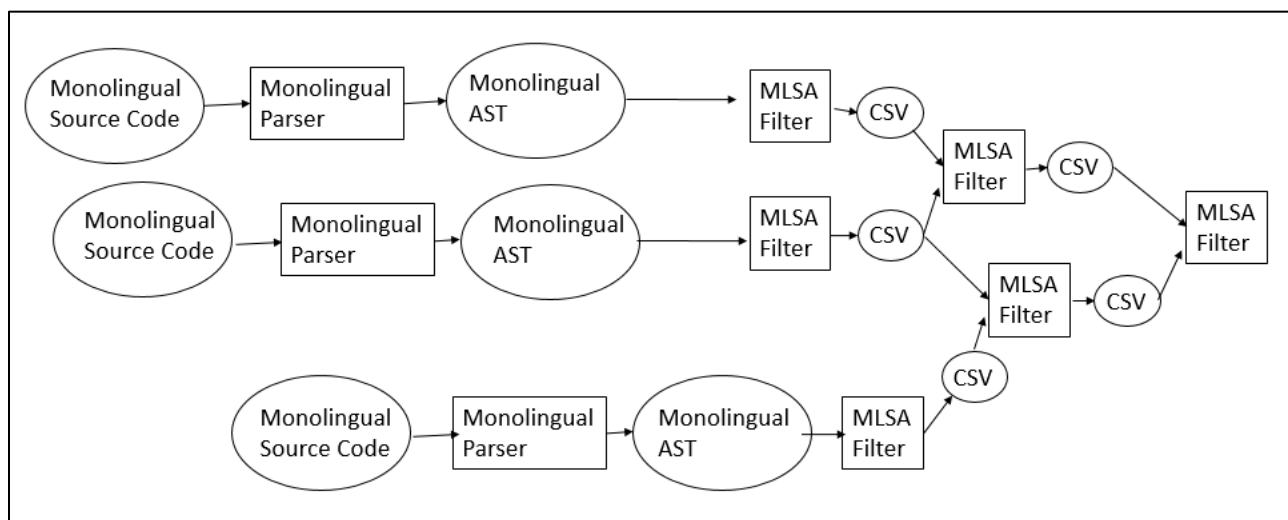 Monolingual
Source Code
Monolingual
Parser
Monolingual
AST
MLSA
Filter
CSV
MLSA
Filter
CSV
Monolingual
Source Code
Monolingual
Parser
Monolingual
AST
MLSA
Filter
CSV
MLSA
Filter
MLSA
Filter
CSV
CSV
Monolingual
Source Code
Monolingual
Parser
Monolingual
AST
MLSA
Filter